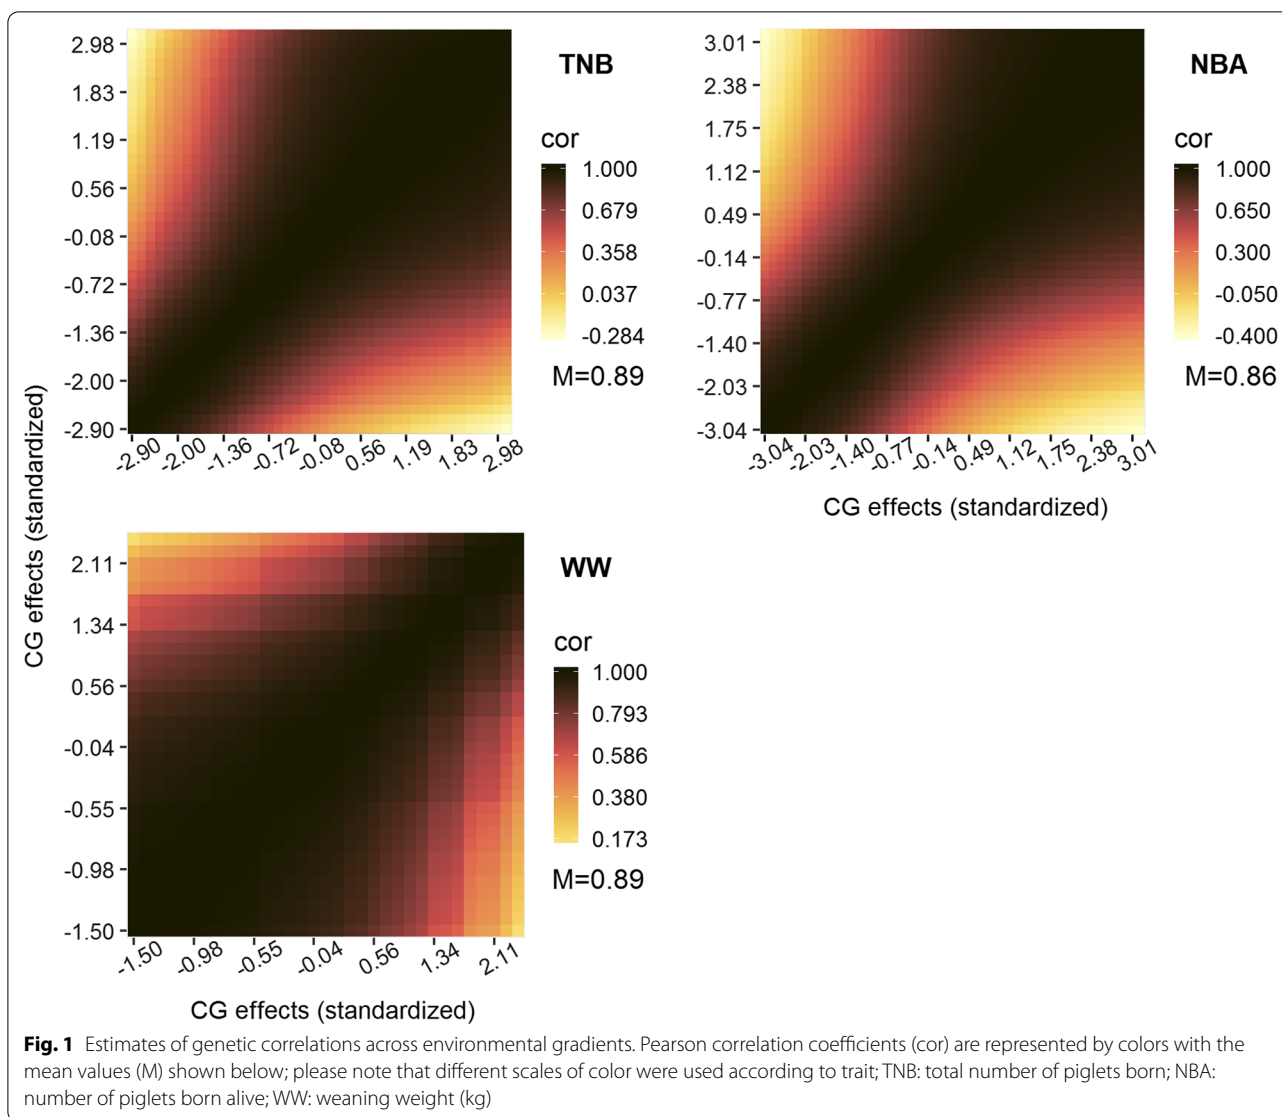 TNB
2.98
1.83
1.19
0.56
-0.08
-0.72
-1.36
-2.00
-2.90
-2.90 -2.00 -1.36 -0.72 -0.08 0.56 1.19 1.83 2.98
cor
1.000
0.679
0.358
0.037
-0.284
M=0.89
NBA
3.01
2.38
1.75
1.12
0.49
-0.14
-0.77
-1.40
-2.03
-3.04
-3.04 -2.03 -1.40 -0.77 -0.14 0.49 1.12 1.75 2.38 3.01
cor
1.000
0.650
0.300
-0.050
-0.400
M=0.86
CG effects (standardized)
CG effects (standardized)
WW
2.11
1.34
0.56
-0.04
-0.55
-0.98
-1.50
-1.50 -0.98 -0.55 -0.04 0.56 1.34 2.11
cor
1.000
0.793
0.586
0.380
0.173
M=0.89
CG effects (standardized)
Fig. 1 Estimates of genetic correlations across environmental gradients. Pearson correlation coefficients (cor) are represented by colors with the
mean values (M) shown below; please note that different scales of color were used according to trait; TNB: total number of piglets born; NBA:
number of piglets born alive; WW: weaning weight (kg)